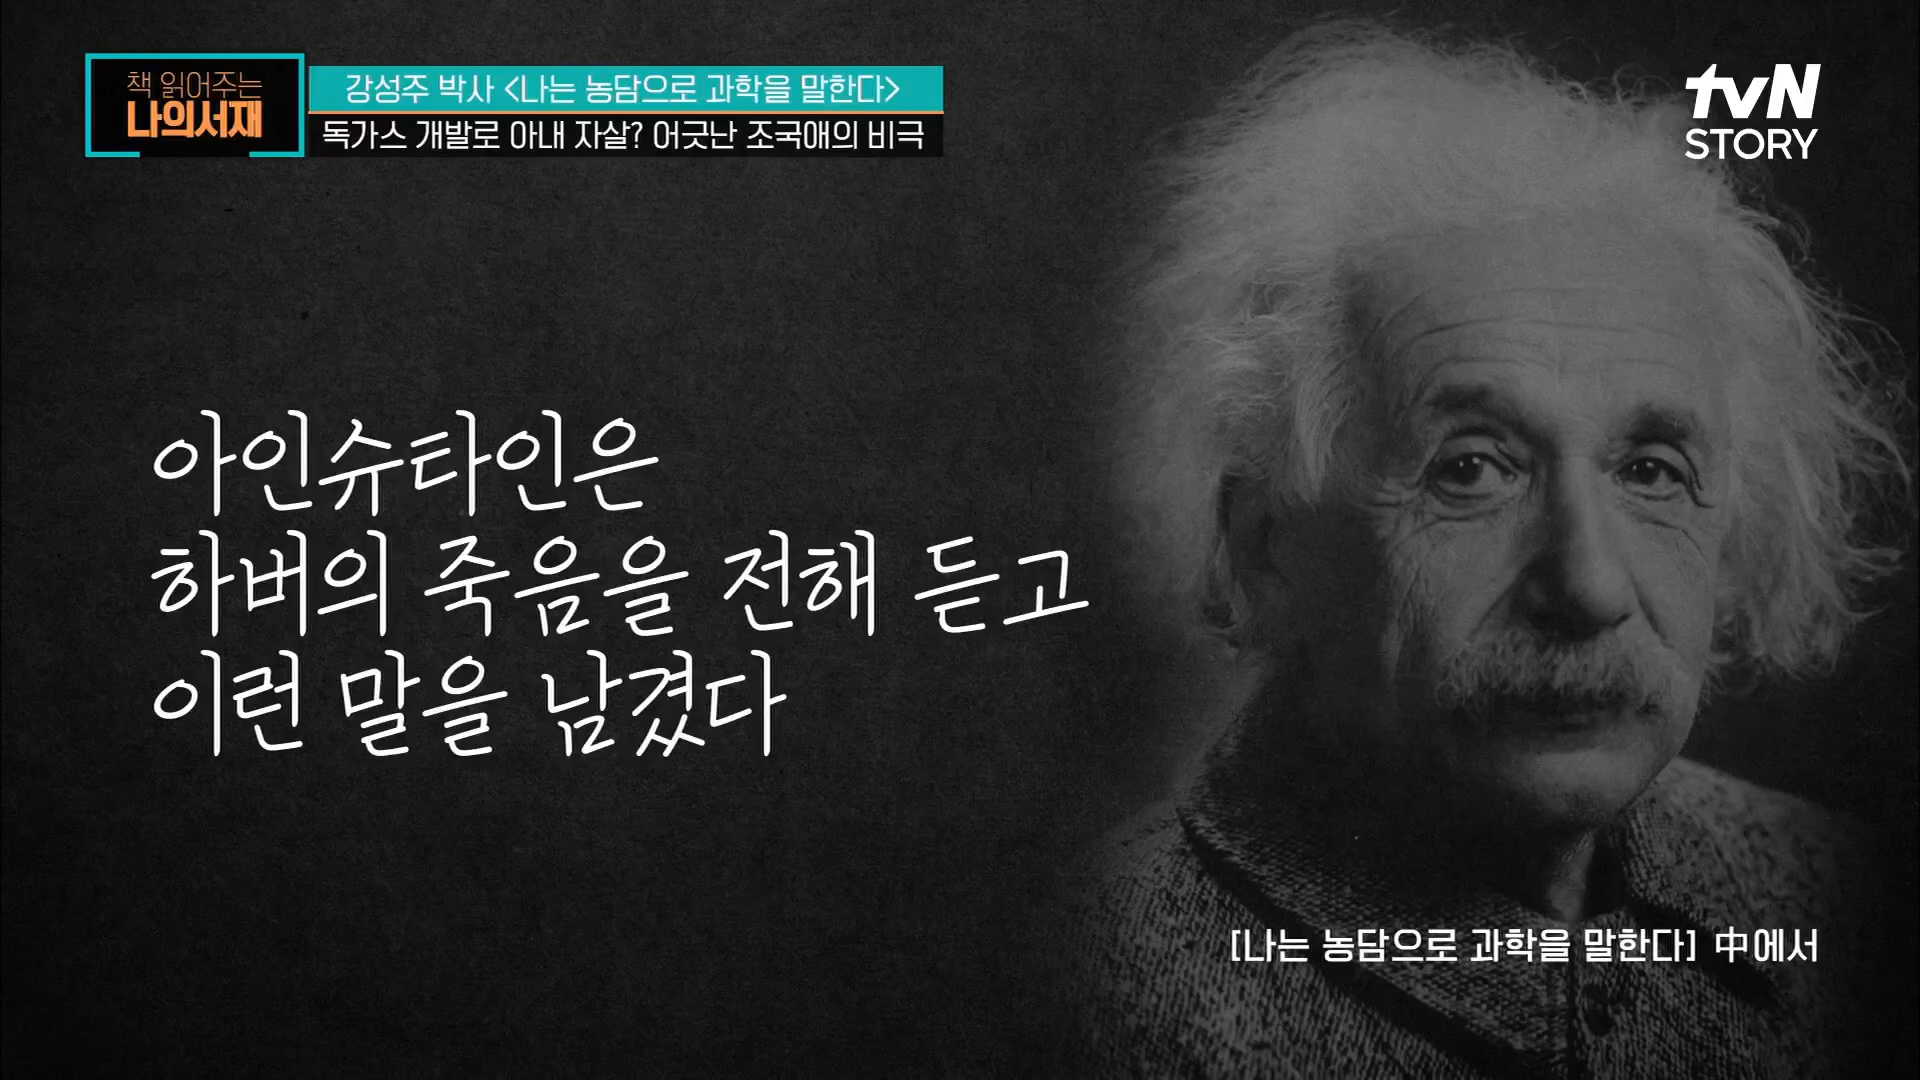 책 읽어주는
나의서재
강성주 박사 <나는 농담으로 과학을 말한다>
독가스 개발로 아내 자살? 어긋난 조국애의 비극
tvN
STORY
아인슈타인은
하버의 죽음을 전해 듣고
이런 말을 남겼다
[나는 농담으로 과학을 말한다] 中에서